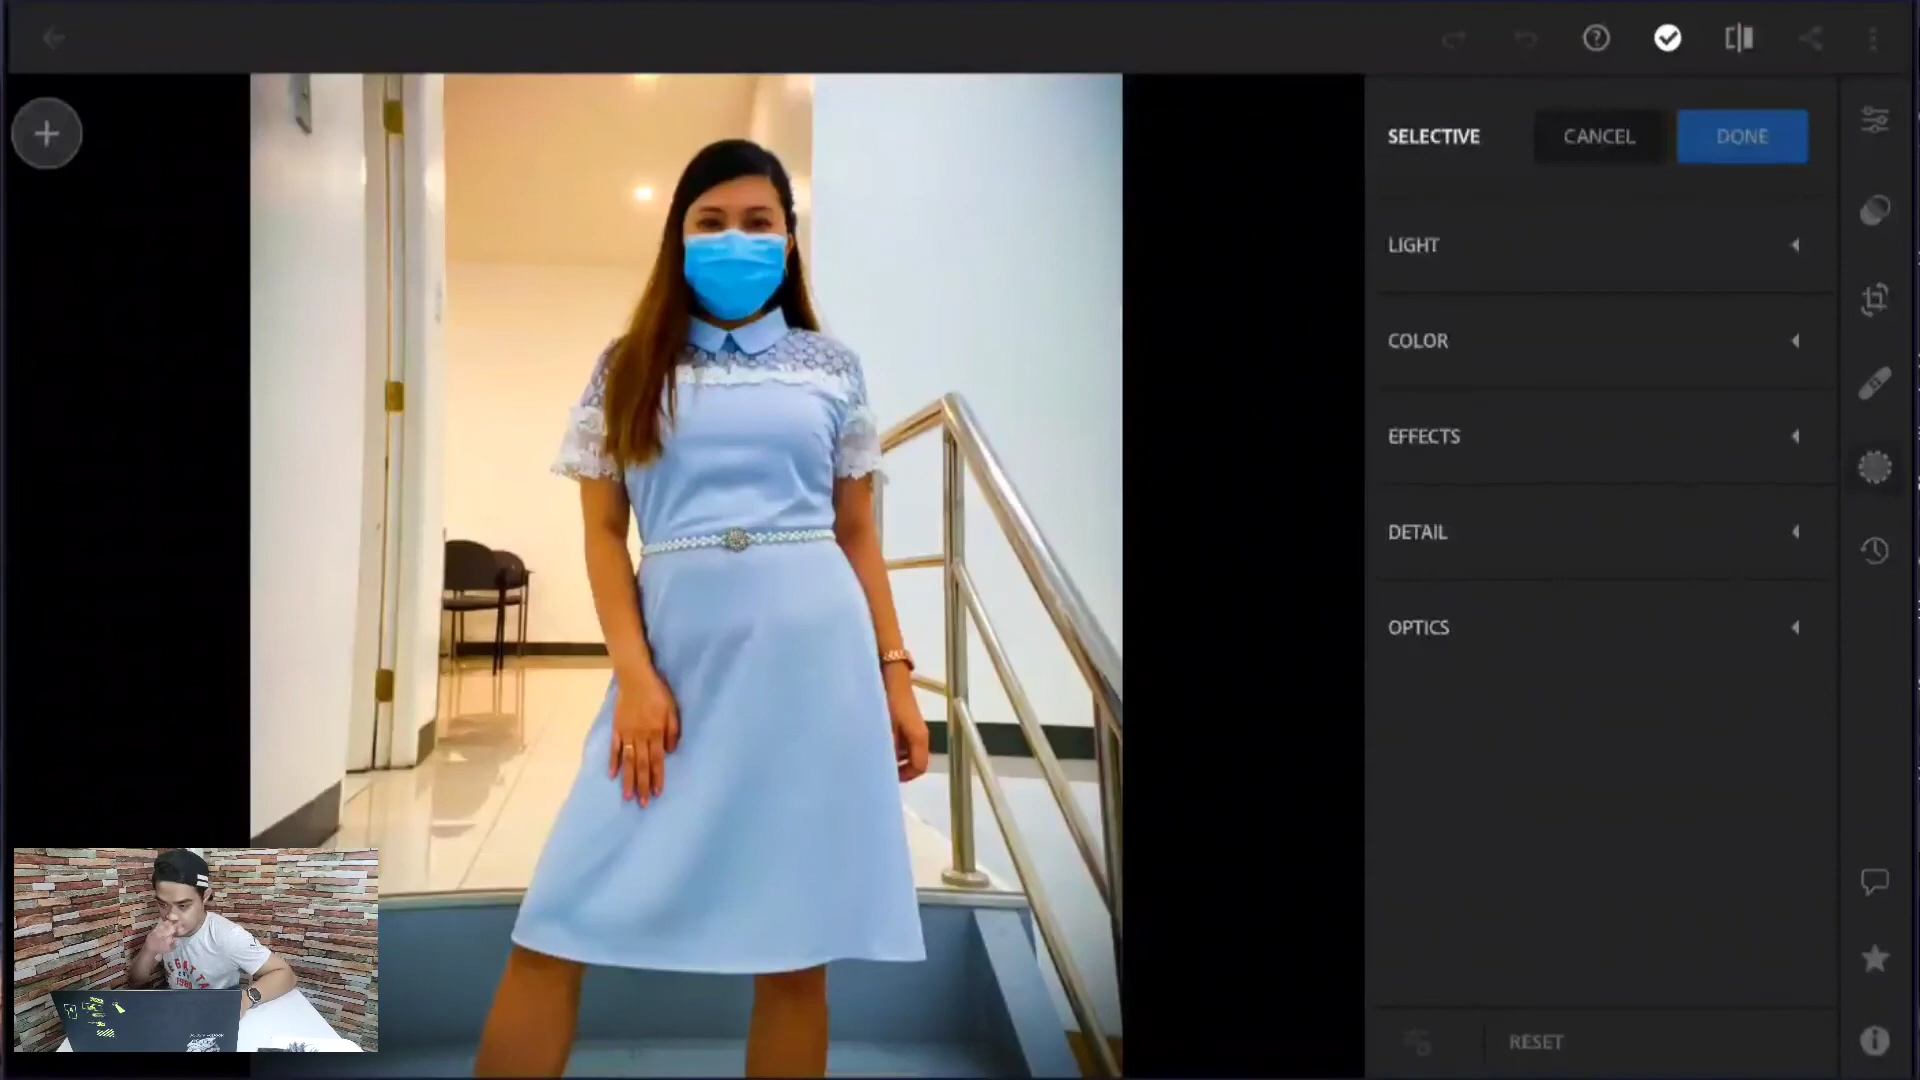 SELECTIVE
CANCEL
DONE
LIGHT
COLOR
EFFECTS
DETAIL
OPTICS
RESET